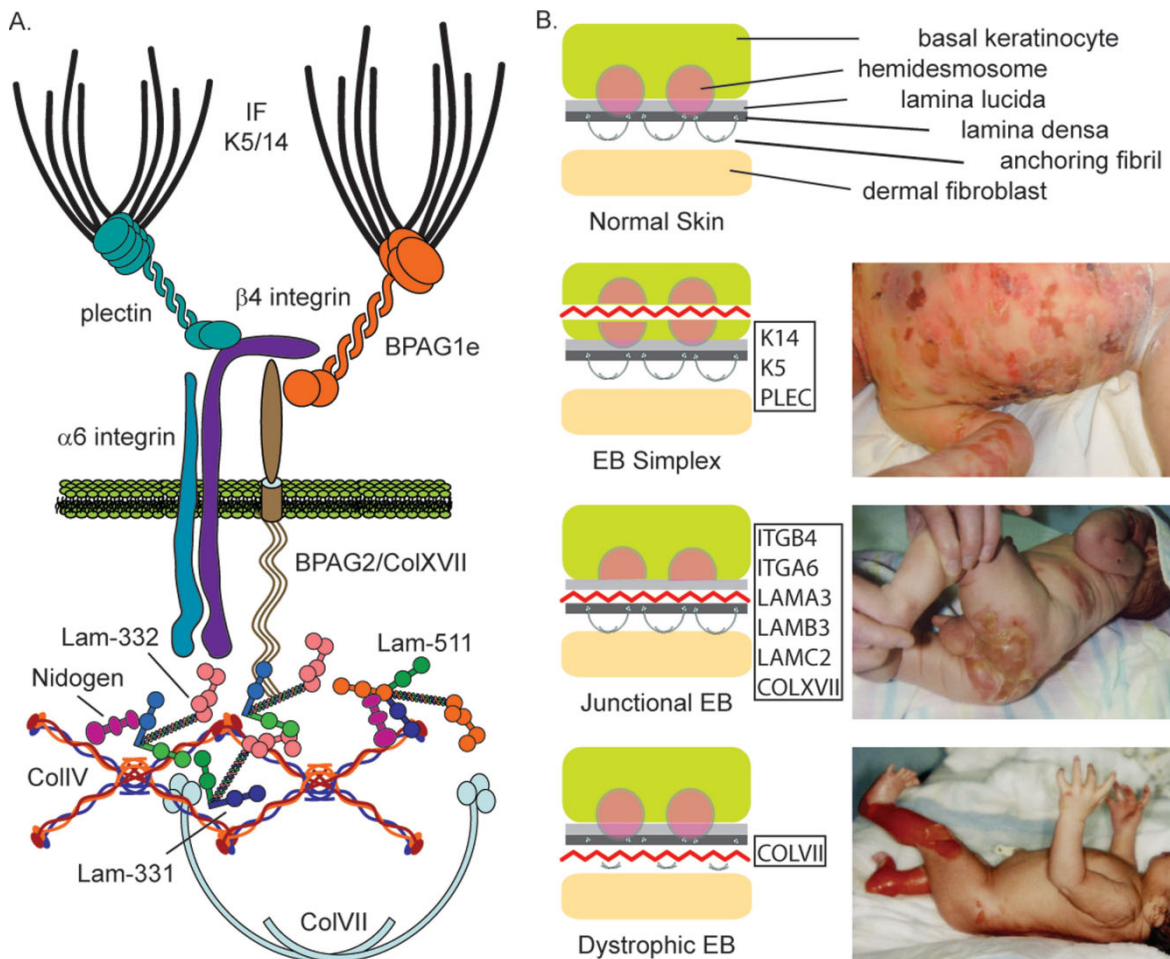 A.
IF
K5/14
plectin
β4 integrin
BPAG1e
α6 integrin
BPAG2/ColXVII
Lam-332
Lam-511
Nidogen
ColIV
Lam-331
ColVII
B.
basal keratinocyte
hemidesmosome
lamina lucida
lamina densa
anchoring fibril
dermal fibroblast
Normal Skin
K14
K5
PLEC
EB Simplex
ITGB4
ITGA6
LAMA3
LAMB3
LAMC2
COLXVII
Junctional EB
COLVII
Dystrophic EB